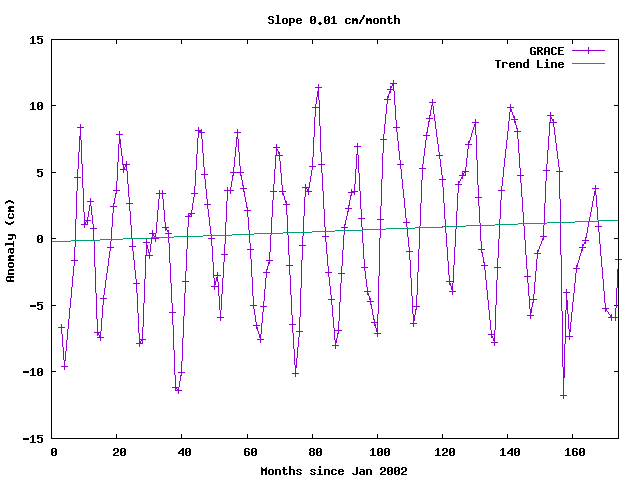 Slope 0.01 cm/month
GRACE
Trend Line
Anomaly (cm)
15
10
5
0
-5
-10
-15
0 20 40 60 80 100 120 140 160
Months since Jan 2002